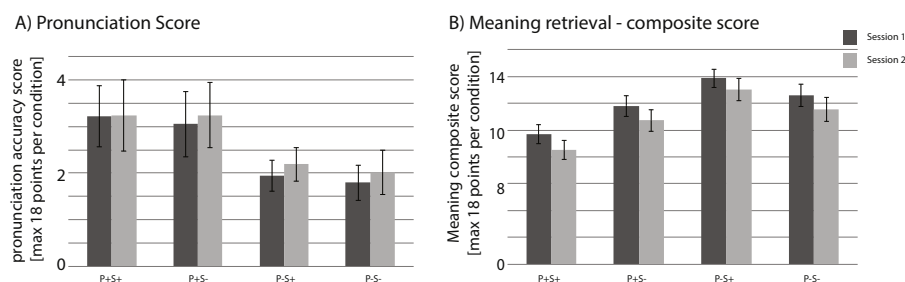 A) Pronunciation Score
pronunciation accuracy score
[max 18 points per condition]
4
2
0
P+S+
P+S-
P-S+
P-S-
B) Meaning retrieval - composite score
Session 1
Session 2
Meaning composite score
[max 18 points per condition]
14
10
8
0
P+S+
P+S-
P-S+
P-S-